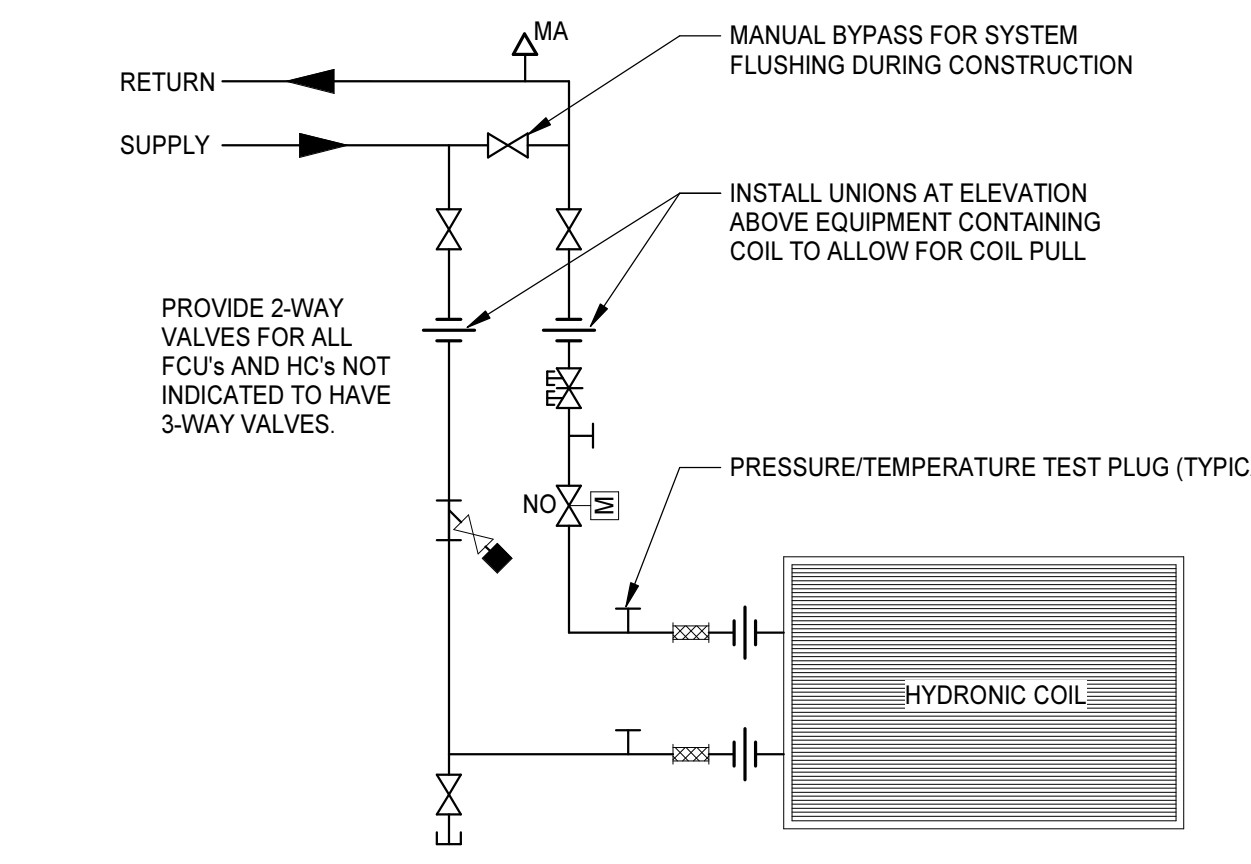 MA
MANUAL BYPASS FOR SYSTEM
FLUSHING DURING CONSTRUCTION
RETURN
SUPPLY
INSTALL UNIONS AT ELEVATION
ABOVE EQUIPMENT CONTAINING
COIL TO ALLOW FOR COIL PULL
PROVIDE 2-WAY
VALVES FOR ALL
FCU's AND HC's NOT
INDICATED TO HAVE
3-WAY VALVES.
PRESSURE/TEMPERATURE TEST PLUG (TYPIC
NO
M
HYDRONIC COIL